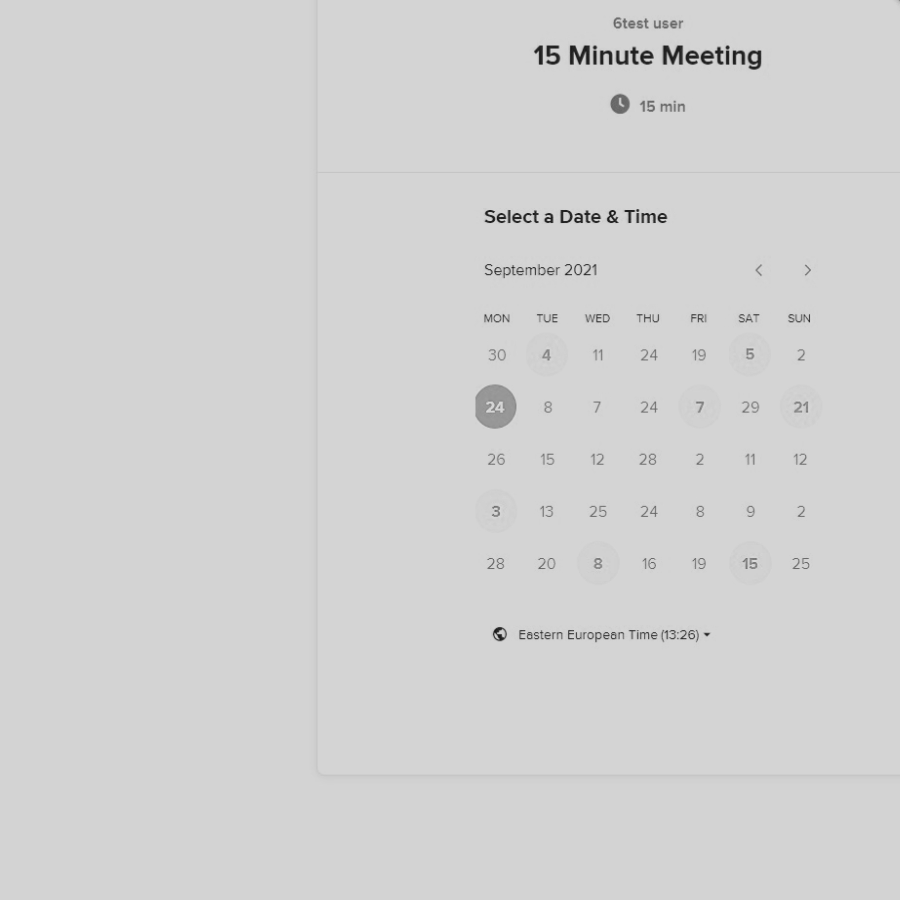 6test user
15 Minute Meeting
15 min
Select a Date & Time
September 2021
MON TUE WED THU FRI SAT SUN
30 4 11 24 19 5 2
24 8 7 24 7 29 21
26 15 12 28 2 11 12
3 13 25 24 8 9 2
28 20 8 16 19 15 25
Eastern European Time (13:26)